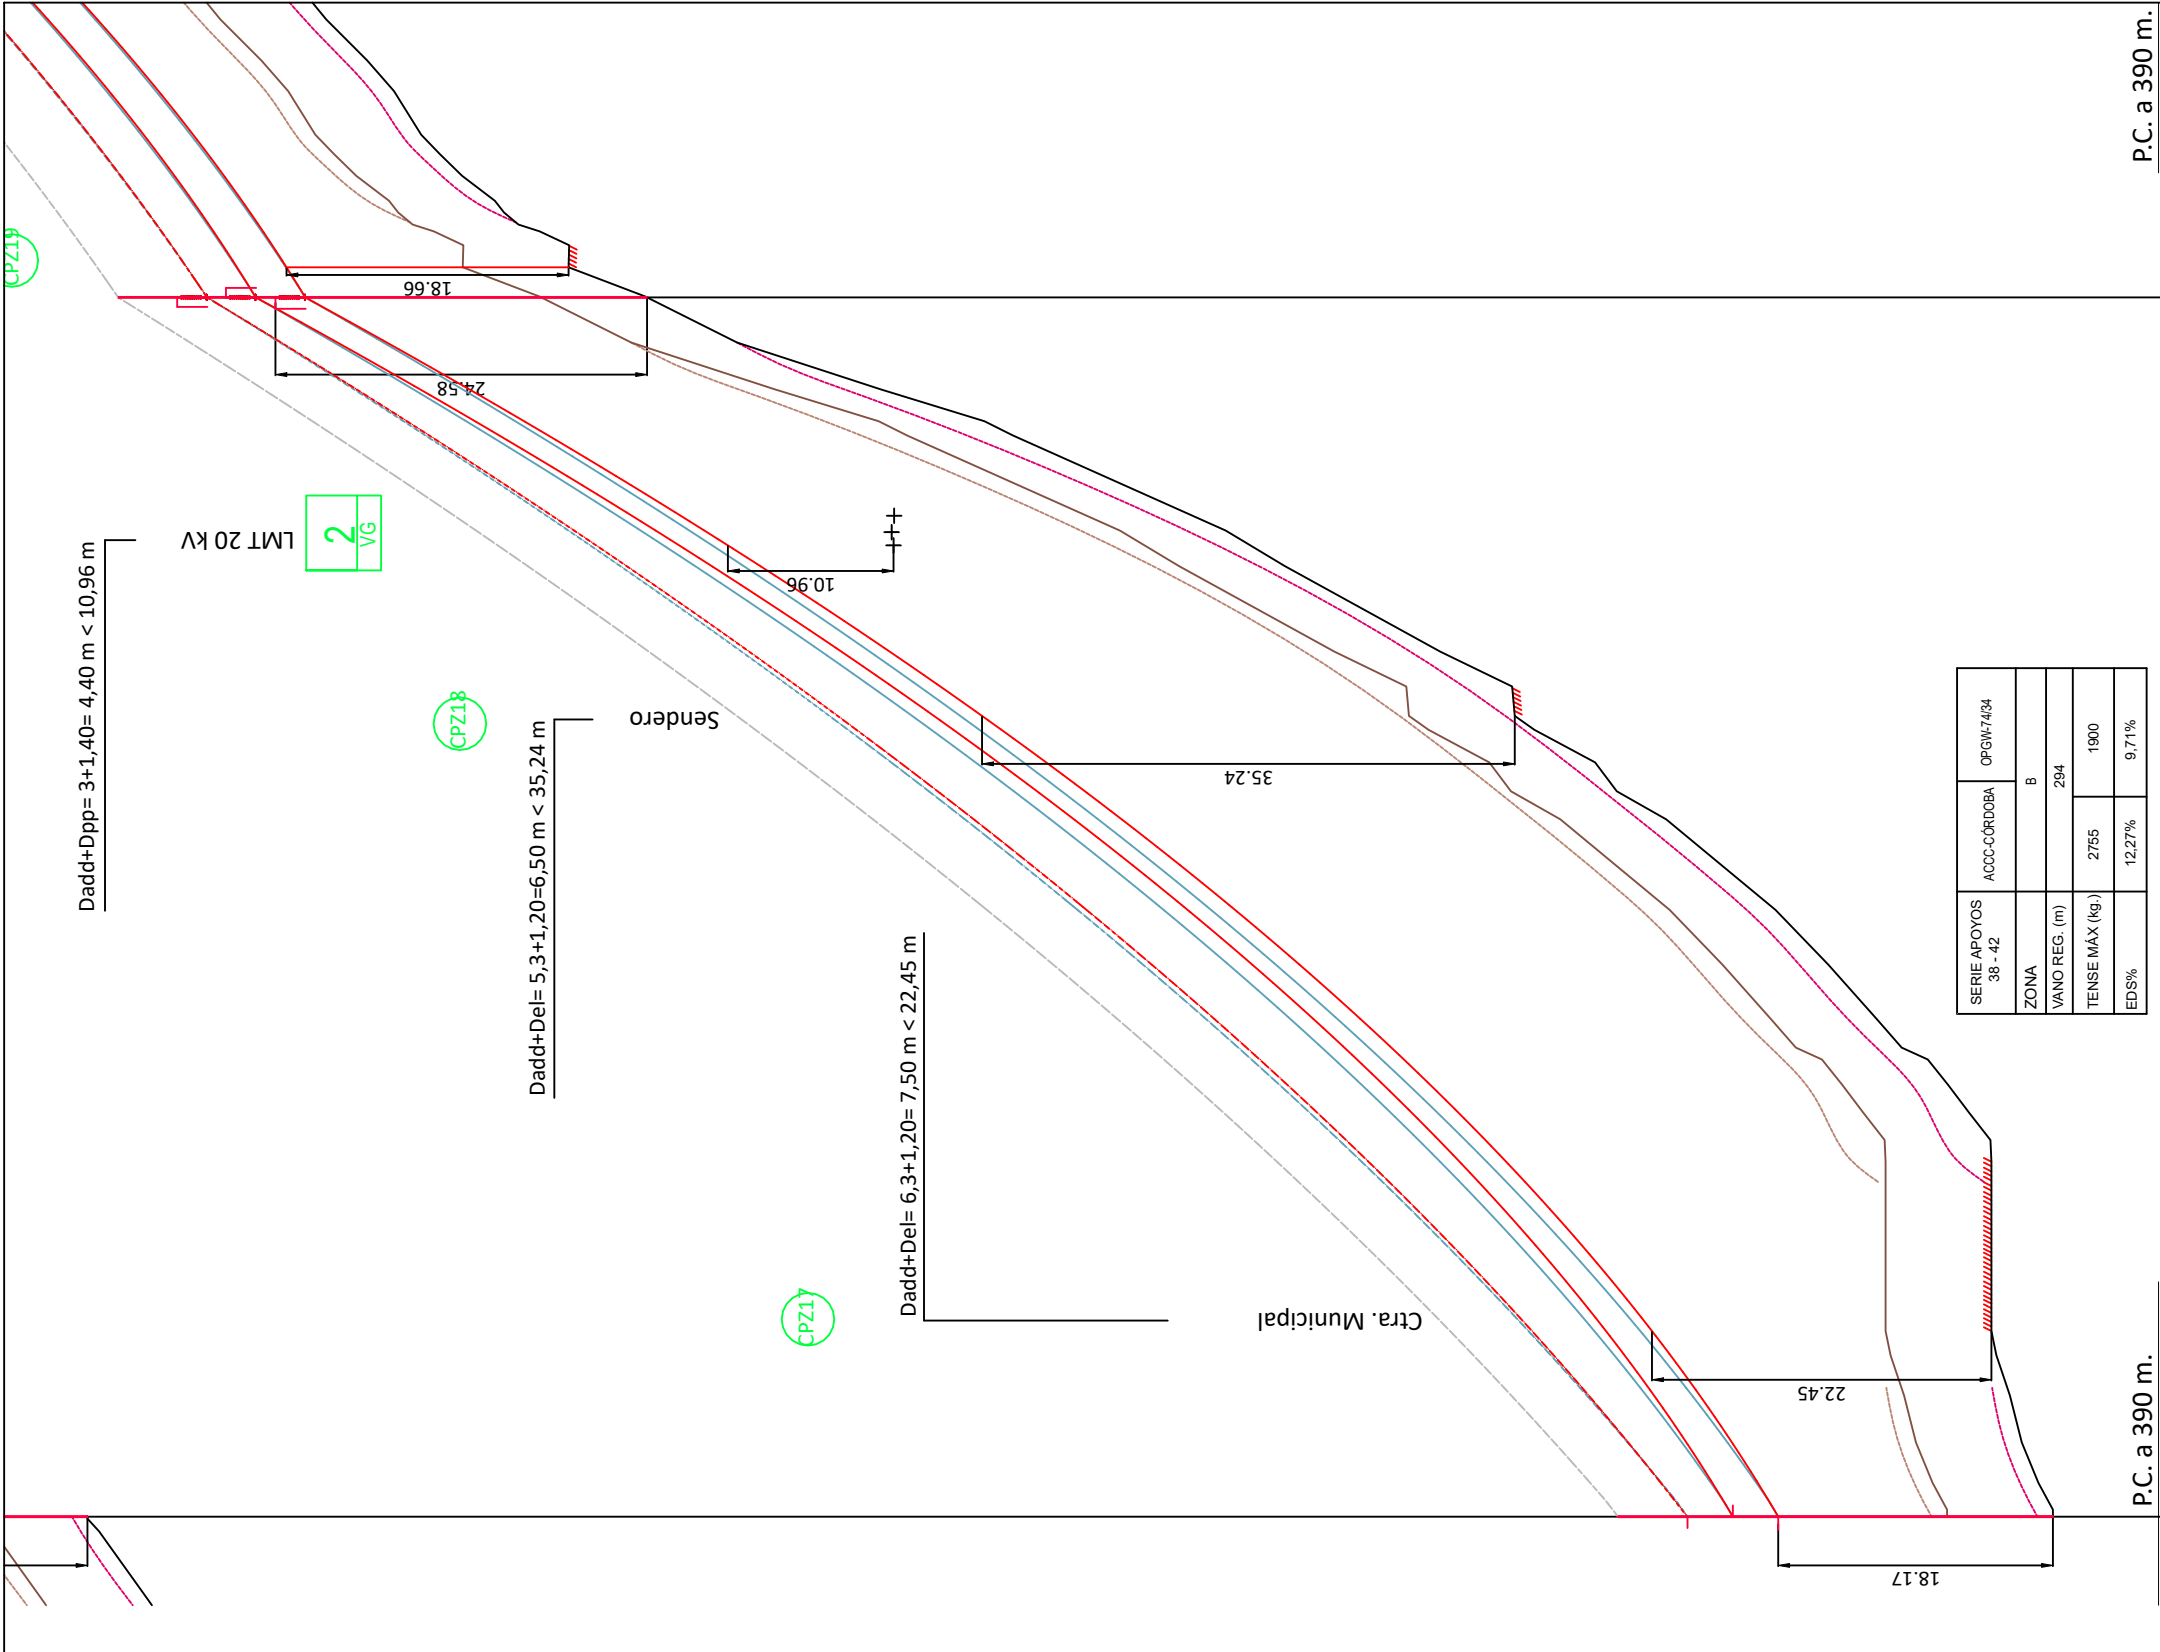 CPZ19
P.C. a 390 m.
18.66
24.58
Dadd+Dpp= 3+1,40= 4,40 m < 10,96 m
LMT 20 kV
2
VG
10.96
CPZ18
Dadd+Del= 5,3+1,20=6,50 m < 35,24 m
Sendero
35.24
CPZ17
Dadd+Del= 6,3+1,20= 7,50 m < 22,45 m
Ctra. Municipal
22.45
18.17
P.C. a 390 m.
SERIE APOYOS
38 - 42
ACCC-CÓRDOBA
OPGW-74/34
ZONA
B
VANO REG. (m)
294
TENSE MÁX (kg.)
2755
1900
EDS%
12,27%
9,71%